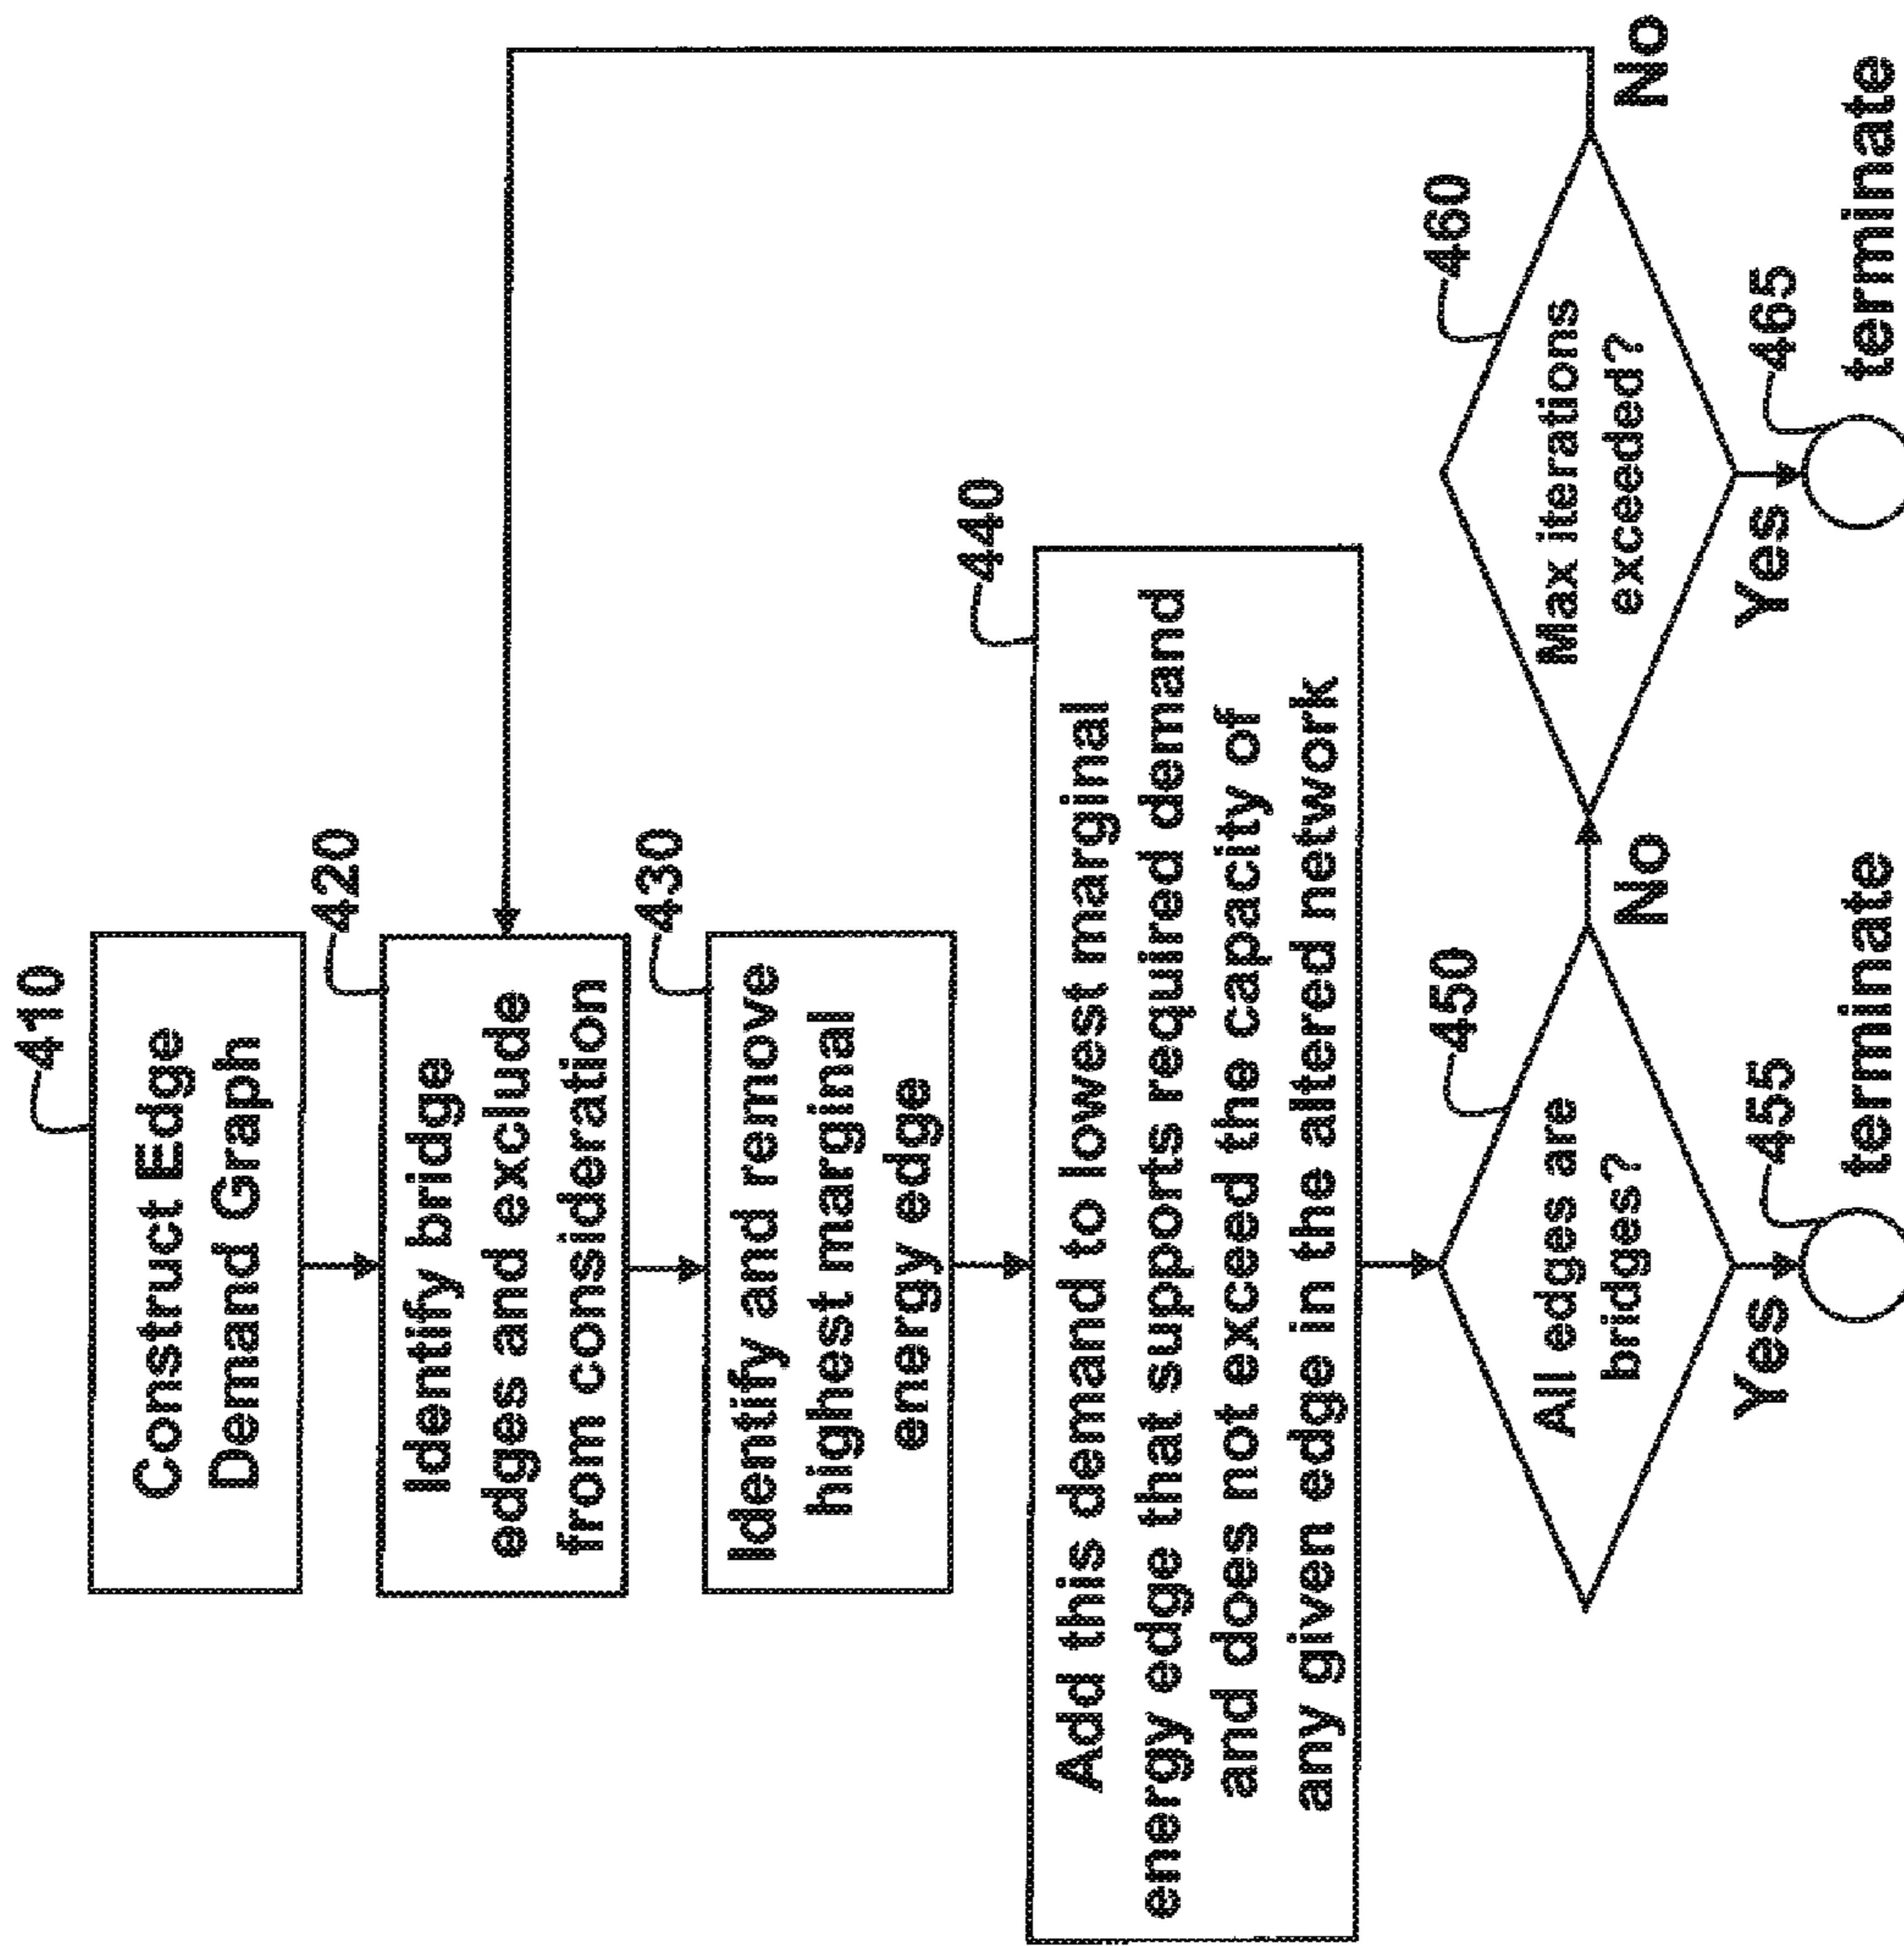 410
Construct Edge
Demand Graph
420
Identify bridge
edges and exclude
from consideration
430
Identify and remove
highest marginal
energy edge
440
Add this demand to lowest marginal
energy edge that supports required demand
and does not exceed the capacity of
any given edge in the altered network
450
All edges are
bridges?
No
Yes
455
terminate
460
Max iterations
exceeded?
No
Yes
465
terminate